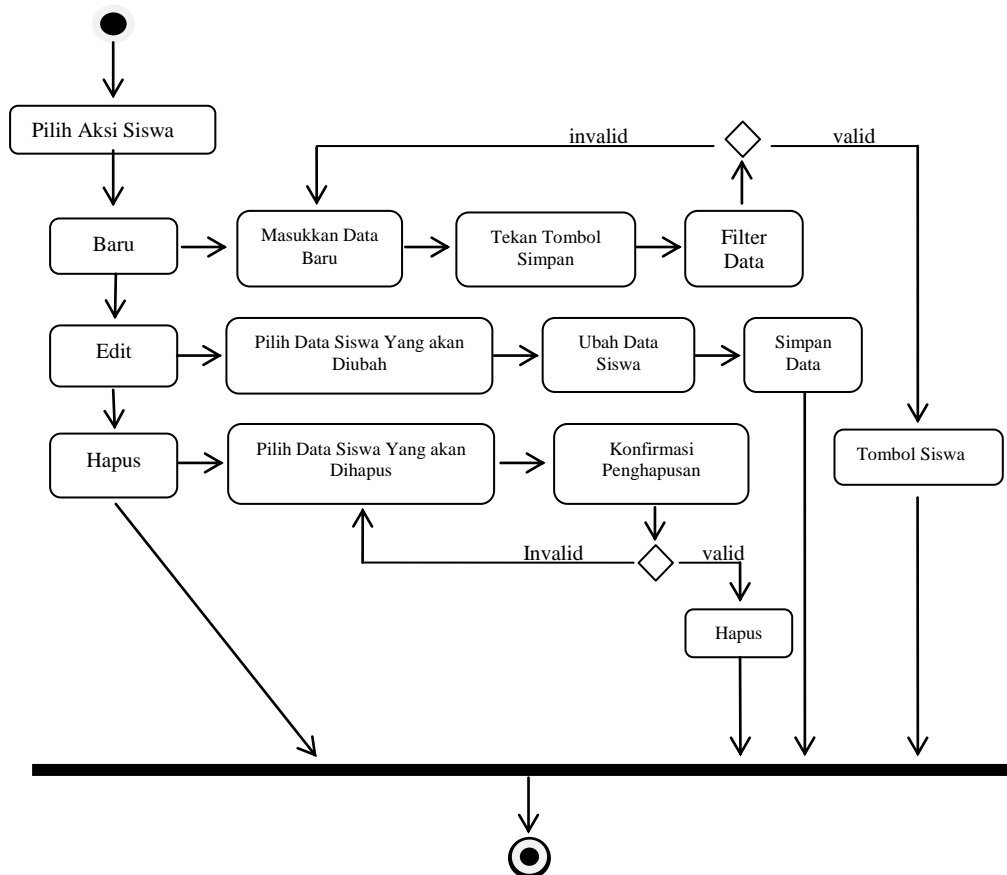 Pilih Aksi Siswa
invalid
valid
Baru
Masukkan Data
Baru
Tekan Tombol
Simpan
Filter
Data
Edit
Pilih Data Siswa Yang akan
Diubah
Ubah Data
Siswa
Simpan
Data
Hapus
Pilih Data Siswa Yang akan
Dihapus
Konfirmasi
Penghapusan
Tombol Siswa
Invalid
valid
Hapus